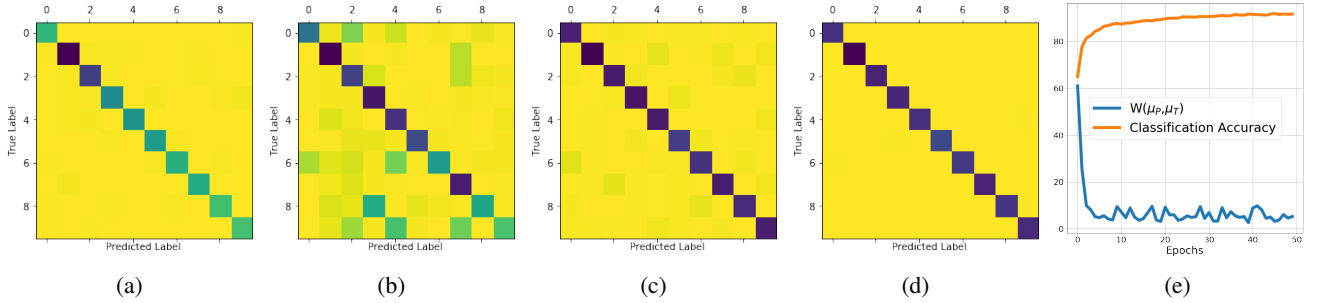 0 2 4 6 8
0
2
4
6
8
True Label
Predicted Label
(a)
0 2 4 6 8
0
2
4
6
8
True Label
Predicted Label
(b)
0 2 4 6 8
0
2
4
6
8
True Label
Predicted Label
(c)
0 2 4 6 8
0
2
4
6
8
True Label
Predicted Label
(d)
80
60
40
20
0
W(μP,μT)
Classification Accuracy
0 10 20 30 40 50
Epochs
(e)